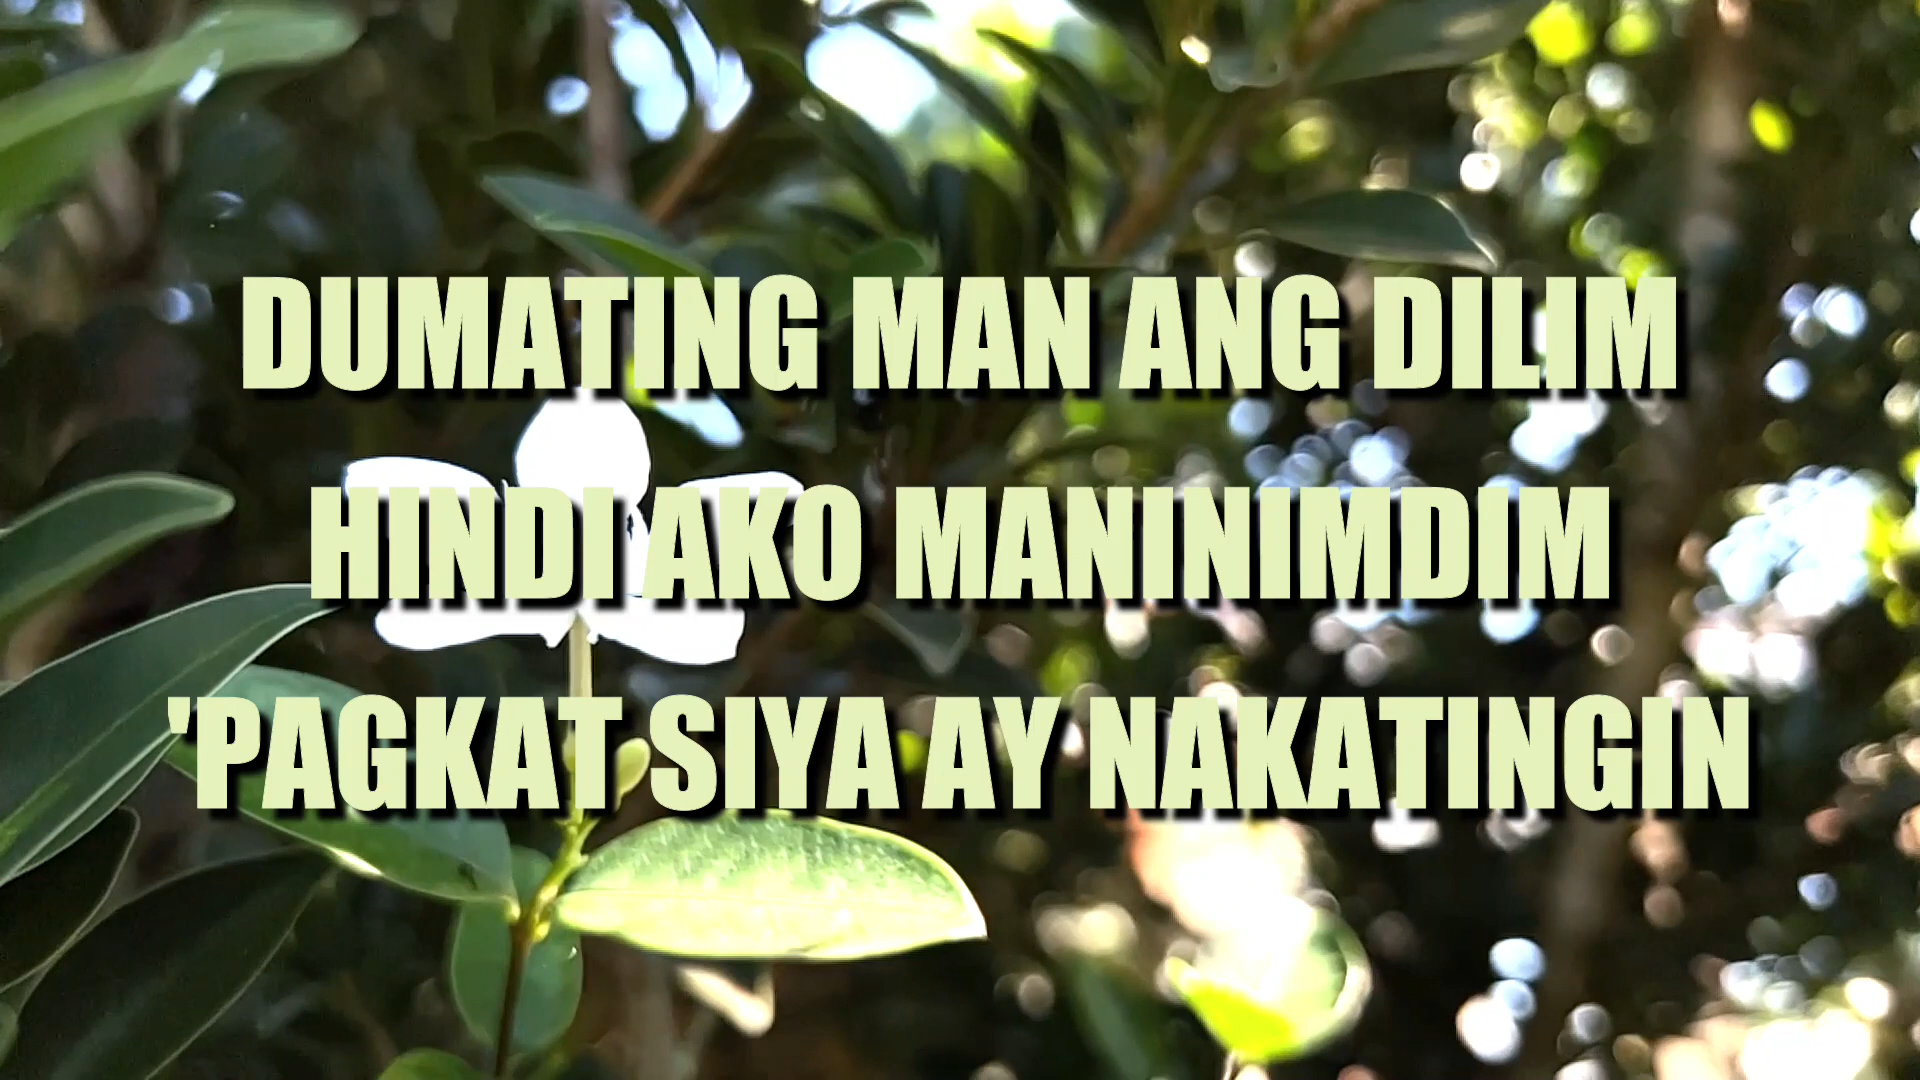 DUMATING MAN ANG DILIM
HINDI AKO MANINIMDIM
'PAGKAT SIYA AY NAKATINGIN